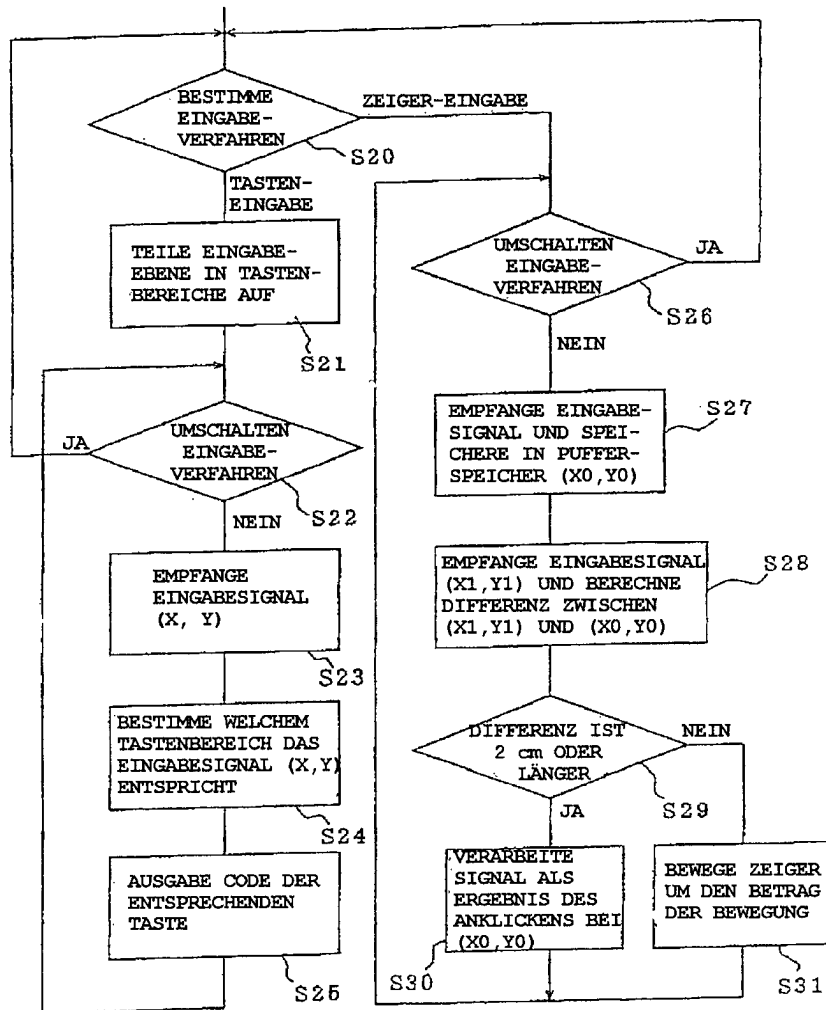 BESTIMME
EINGABE-
VERFAHREN
S20
ZEIGER-EINGABE
TASTEN-
EINGABE
TEILE EINGABE-
EBENE IN TASTEN-
BEREICHE AUF
S21
JA
UMSCHALTEN
EINGABE-
VERFAHREN
S22
NEIN
EMPFANGE
EINGABESIGNAL
(X, Y)
S23
BESTIMME WELCHEM
TASTENBEREICH DAS
EINGABESIGNAL (X,Y)
ENTSPRICHT
S24
AUSGABE CODE DER
ENTSPRECHENDEN
TASTE
S25
UMSCHALTEN
EINGABE-
VERFAHREN
JA
S26
NEIN
EMPFANGE EINGABE-
SIGNAL UND SPEI-
CHERE IN PUFFER-
SPEICHER (X0,Y0)
S27
EMPFANGE EINGABESIGNAL
(X1,Y1) UND BERECHNE
DIFFERENZ ZWISCHEN
(X1,Y1) UND (X0,Y0)
S28
DIFFERENZ IST
2 cm ODER
LÄNGER
NEIN
S29
JA
VERARBEITE
SIGNAL ALS
ERGEBNIS DES
ANKLICKENS BEI
(X0,Y0)
S30
BEWEGE ZEIGER
UM DEN BETRAG
DER BEWEGUNG
S31